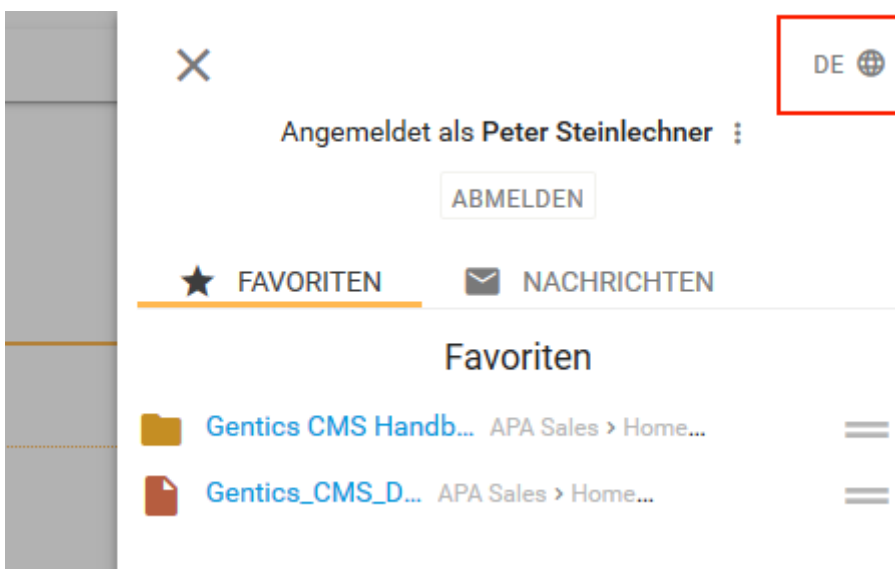 DE
Angemeldet als Peter Steinlechner
ABMELDEN
FAVORITEN NACHRICHTEN
Favoriten
Gentics CMS Handb... APA Sales > Home...
Gentics_CMS_D... APA Sales > Home...